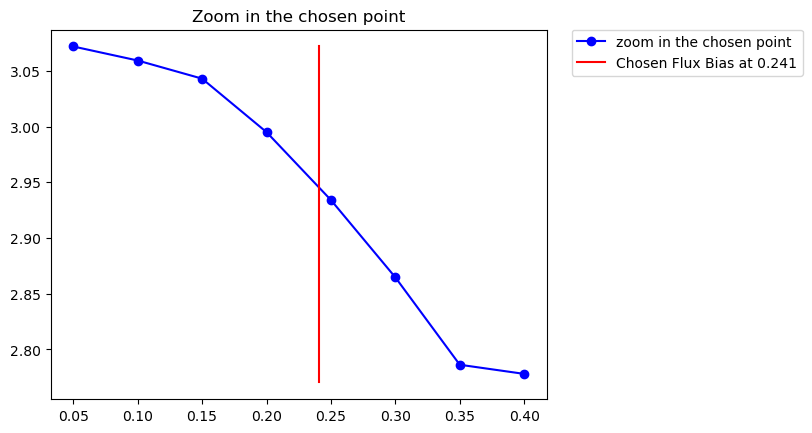 Zoom in the chosen point
zoom in the chosen point
Chosen Flux Bias at 0.241
3.05
3.00
2.95
2.90
2.85
2.80
0.05 0.10 0.15 0.20 0.25 0.30 0.35 0.40